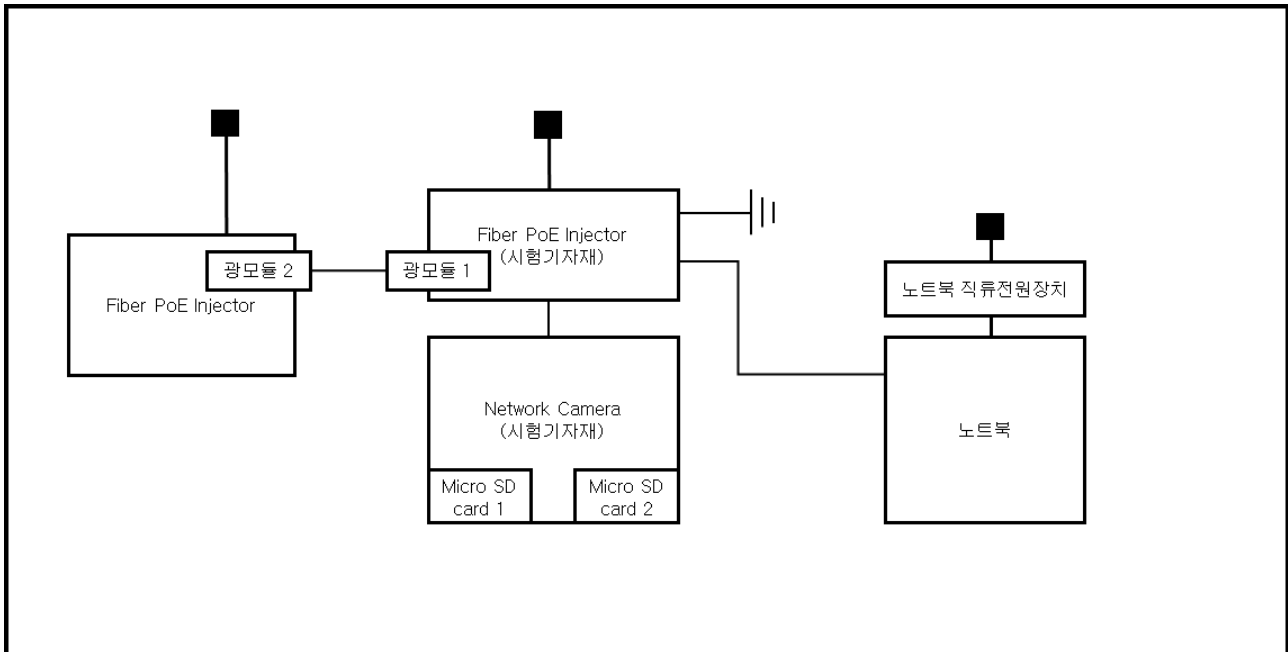 Fiber PoE Injector
(시험기자재)
광모듈 2
광모듈 1
Fiber PoE Injector
노트북 직류전원장치
Network Camera
(시험기자재)
노트북
Micro SD
card 1
Micro SD
card 2